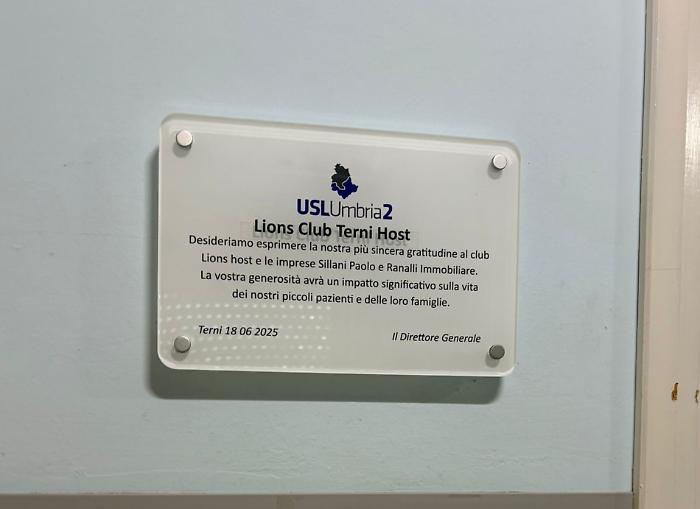 USLUmbria2
Lions Club Terni Host
Desideriamo esprimere la nostra più sincera gratitudine al club
Lions host e le imprese Sillani Paolo e Ranalli Immobiliare.
La vostra generosità avrà un impatto significativo sulla vita
dei nostri piccoli pazienti e delle loro famiglie.
Terni 18 06 2025
Il Direttore Generale